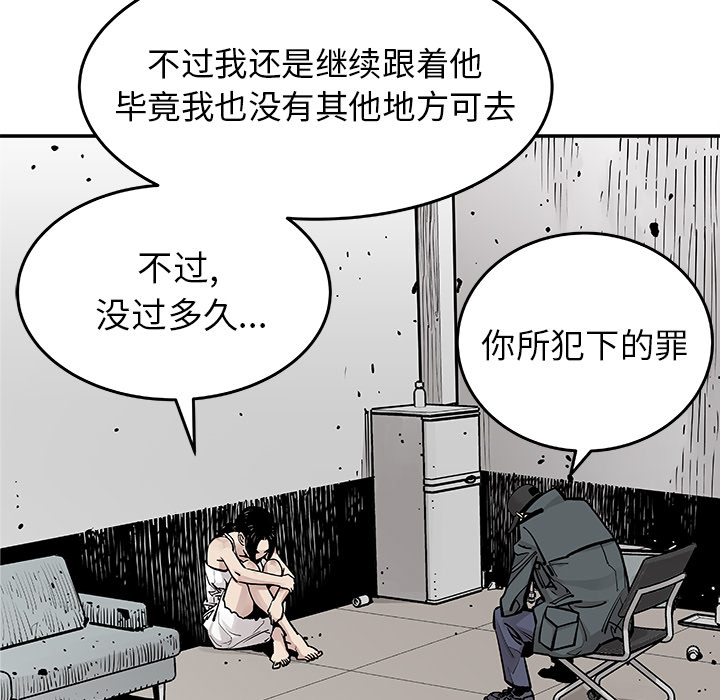 不过我还是继续跟着他
毕竟我也没有其他地方可去
不过,
没过多久...
你所犯下的罪